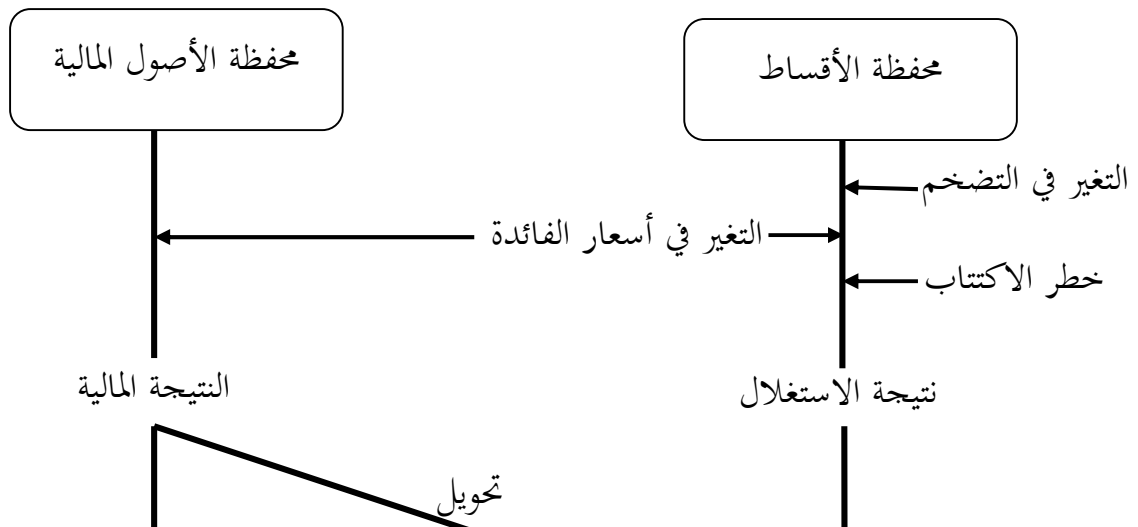 محفظة الأقساط
محفظة الأصول المالية
التغير في التضخم
التغير في أسعار الفائدة
خطر الاكتتاب
نتيجة الاستغلال
النتيجة المالية
تحويل